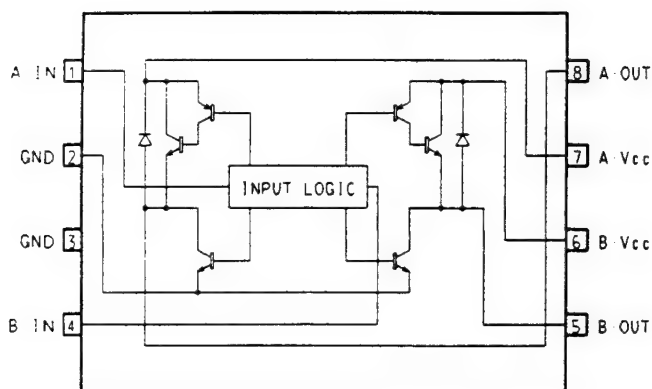 A IN 1
8 A·OUT
GND 2
7 A·Vcc
INPUT LOGIC
GND 3
6 B·Vcc
B IN 4
5 B·OUT